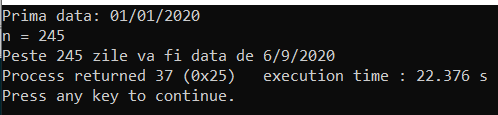 Prima data: 01/01/2020
n = 245
Peste 245 zile va fi data de 6/9/2020
Process returned 37 (0x25)   execution time : 22.376 s
Press any key to continue.